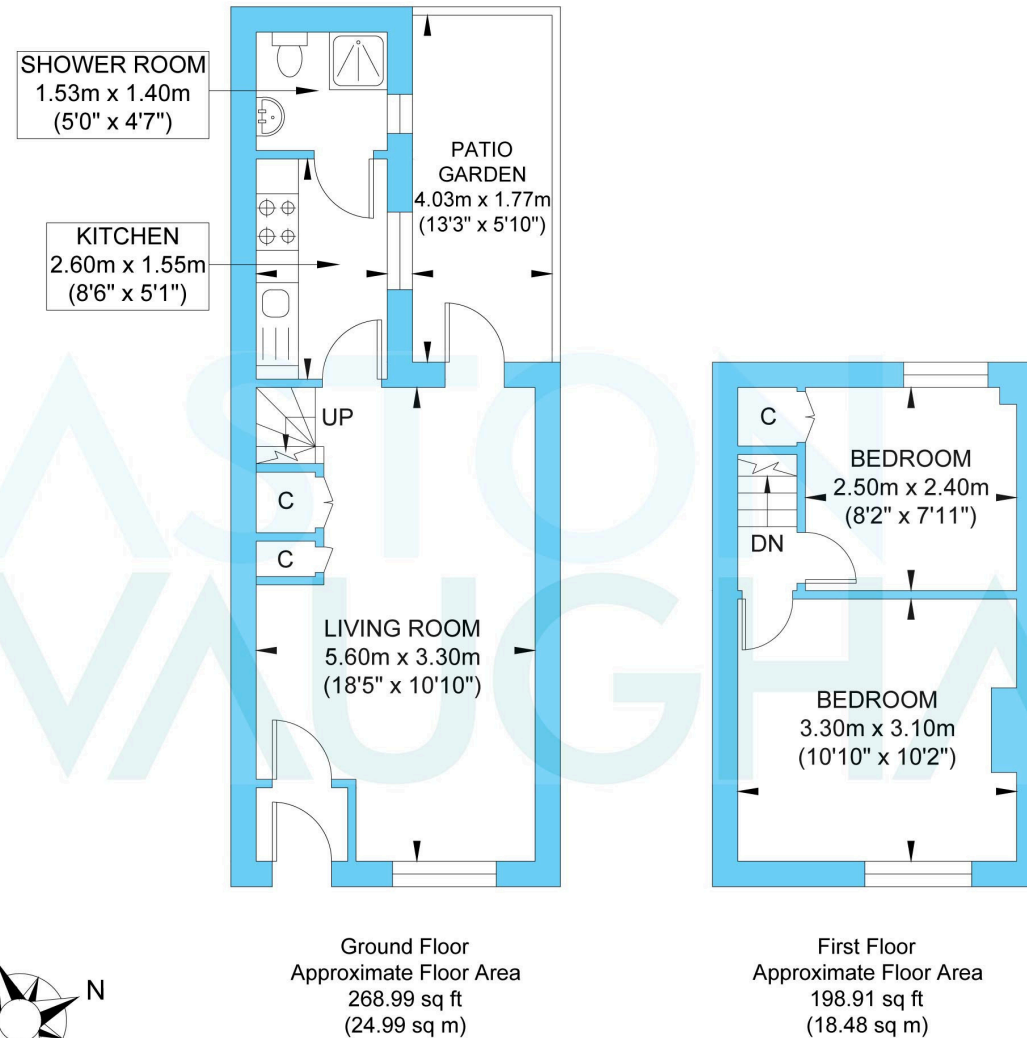 SHOWER ROOM
1.53m x 1.40m
(5'0" x 4'7")
PATIO
GARDEN
4.03m x 1.77m
(13'3" x 5'10")
KITCHEN
2.60m x 1.55m
(8'6" x 5'1")
UP
C
C
LIVING ROOM
5.60m x 3.30m
(18'5" x 10'10")
C
BEDROOM
2.50m x 2.40m
(8'2" x 7'11")
DN
BEDROOM
3.30m x 3.10m
(10'10" x 10'2")
ASTON
VAUGHA
N
Ground Floor
Approximate Floor Area
268.99 sq ft
(24.99 sq m)
First Floor
Approximate Floor Area
198.91 sq ft
(18.48 sq m)